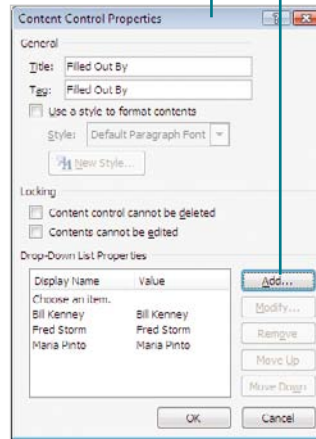 Content Control Properties
General
Title: Filled Out By
Tag: Filled Out By
Use a style to format contents
Style: Default Paragraph Font
New Style...
Locking
Content control cannot be deleted
Contents cannot be edited
Drop-Down List Properties
Display Name Value Add...
Choose an item.
Bill Kenney Bill Kenney Modify...
Fred Storm Fred Storm Remove
Maria Pinto Maria Pinto
Move Up
Move Down
OK Cancel